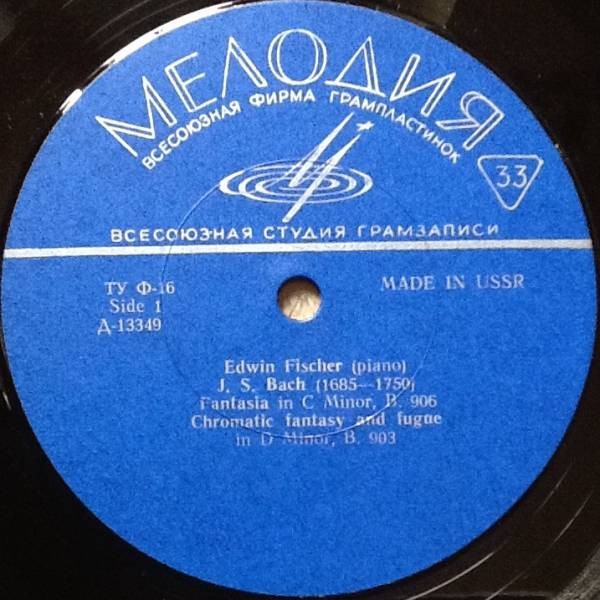 МЕЛОДИЯ
ВСЕСОЮЗНАЯ ФИРМА ГРАМПЛАСТИНОК
33
ВСЕСОЮЗНАЯ СТУДИЯ ГРАМЗАПИСИ
ТУ Ф-16
MADE IN USSR
Side 1
Д-13349
Edwin Fischer (piano)
J. S. Bach (1685—1750)
Fantasia in C Minor, B. 906
Chromatic fantasy and fugue
in D Minor, B. 903